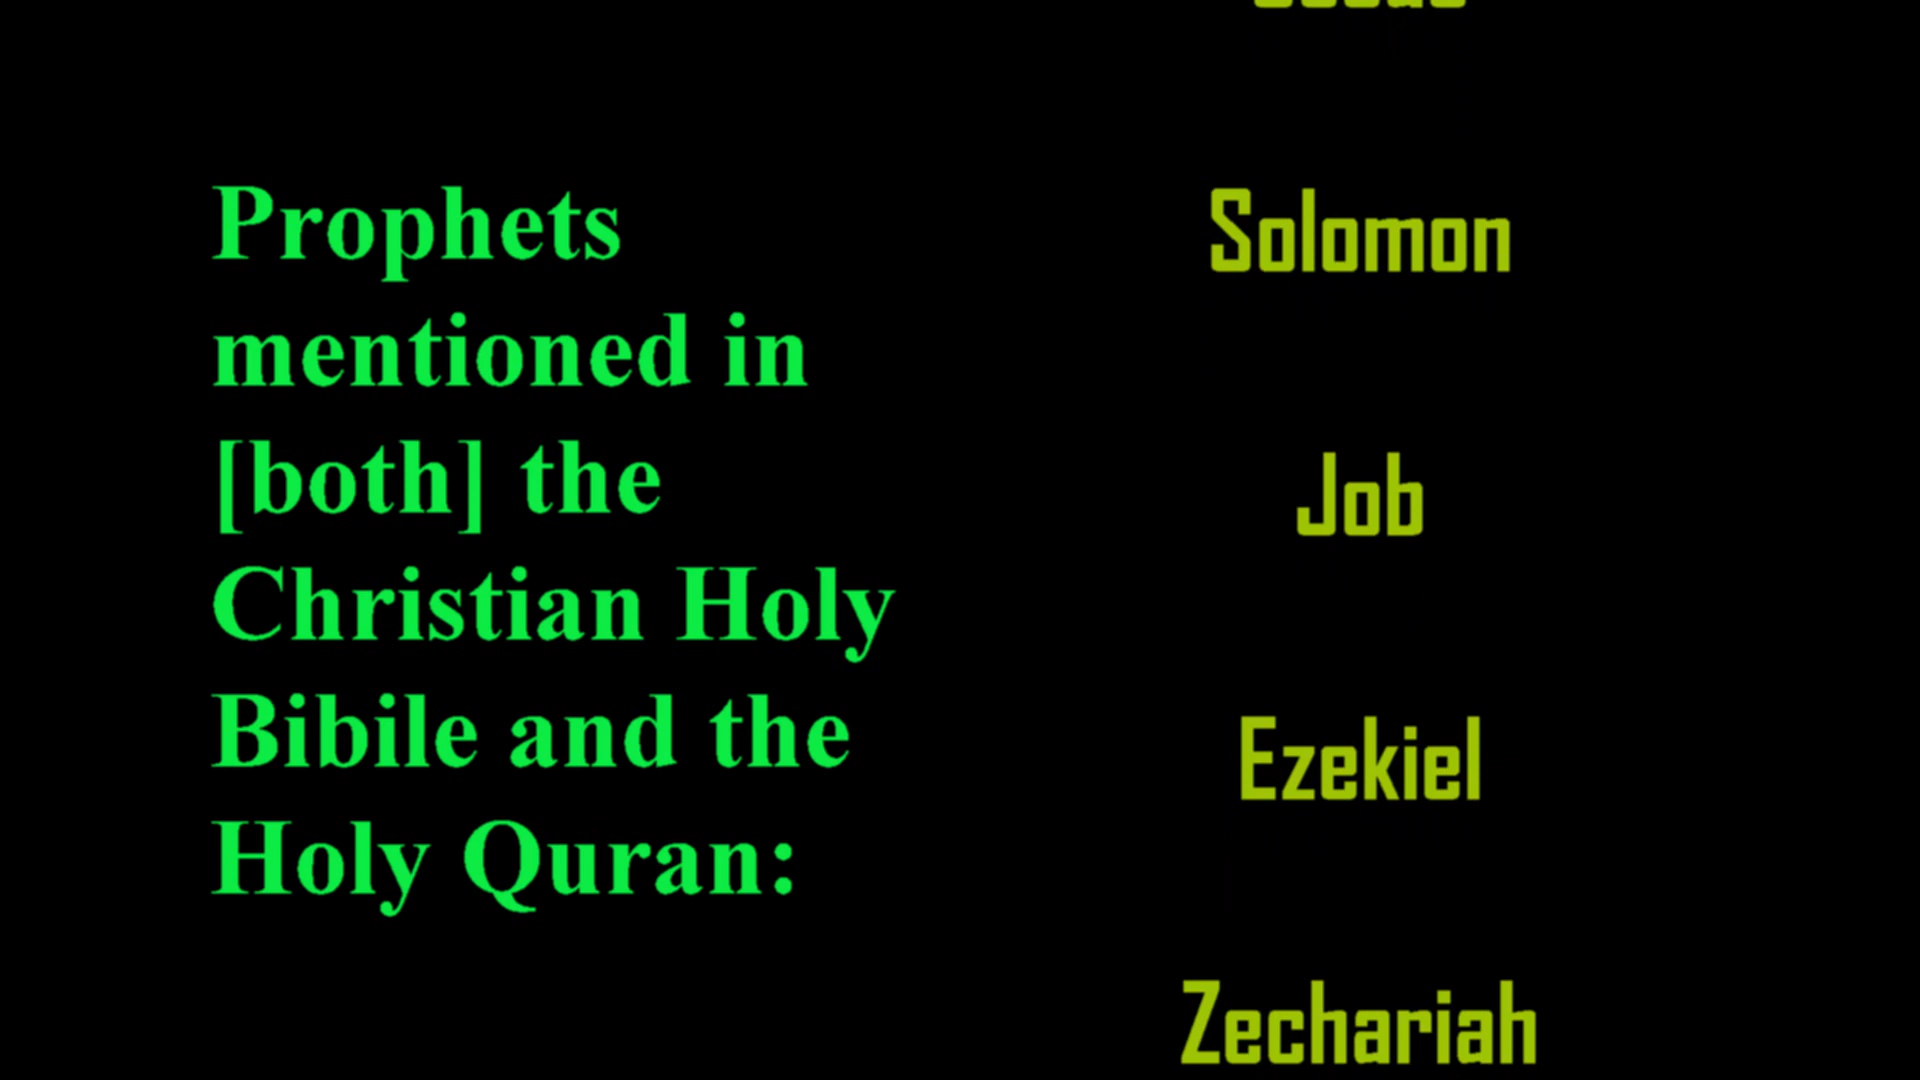 Prophets
mentioned in
[both] the
Christian Holy
Bibile and the
Holy Quran:
Solomon
Job
Ezekiel
Zechariah